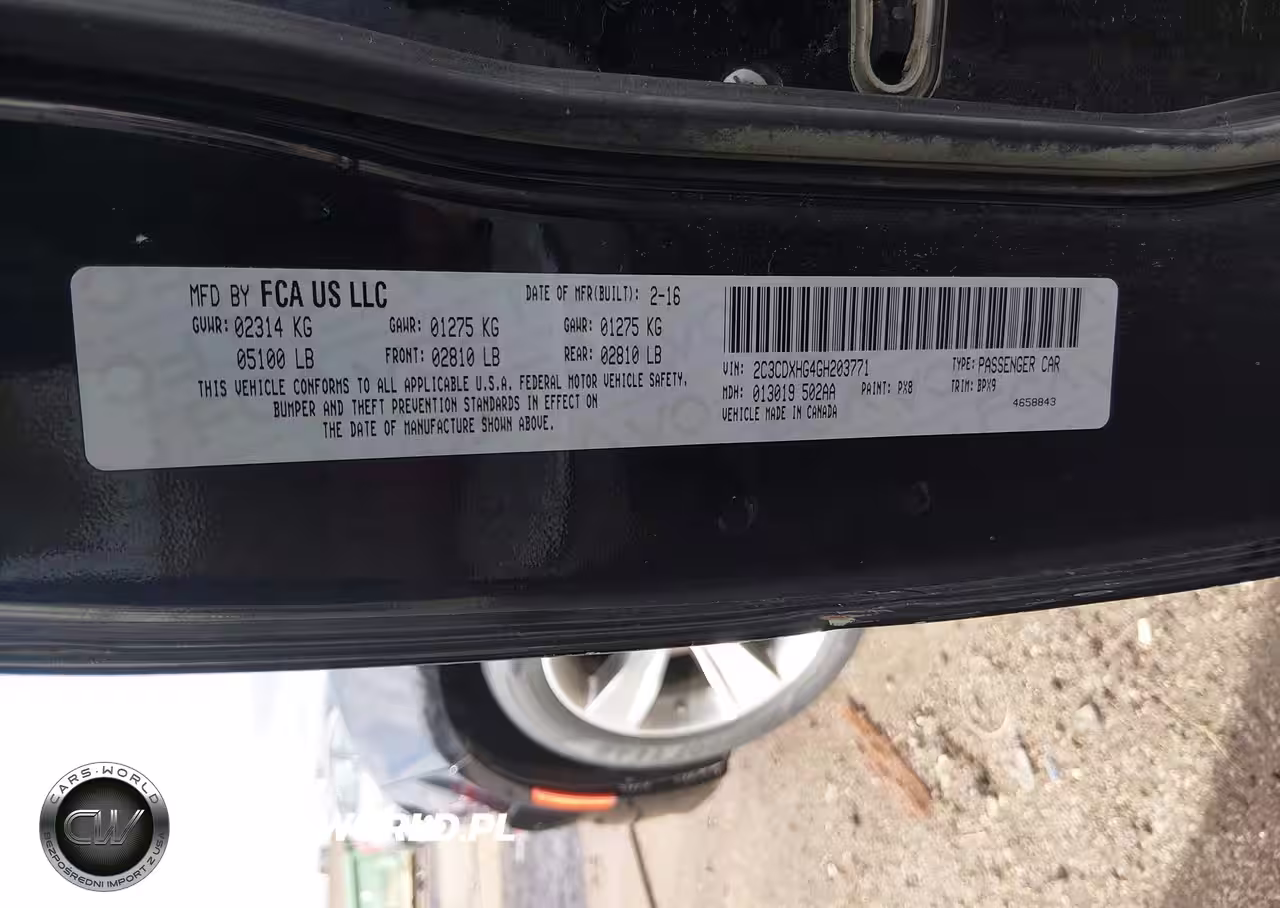 MFD BY FCA US LLC
DATE OF MFR(BUILT): 2-16
GVWR: 02314 KG
GAWR: 01275 KG
GAWR: 01275 KG
05100 LB
FRONT: 02810 LB
REAR: 02810 LB
THIS VEHICLE CONFORMS TO ALL APPLICABLE U.S.A. FEDERAL MOTOR VEHICLE SAFETY,
BUMPER AND THEFT PREVENTION STANDARDS IN EFFECT ON
THE DATE OF MANUFACTURE SHOWN ABOVE.
VIN: 2C3CDXHG4GH203771
TYPE: PASSENGER CAR
MDH: 013019 502AA
PAINT: PX8
TRIM: BPX9
VEHICLE MADE IN CANADA
4658843
CARS-WORLD
CW
BEZPOŚREDNI IMPORT Z USA
WORLD.PL